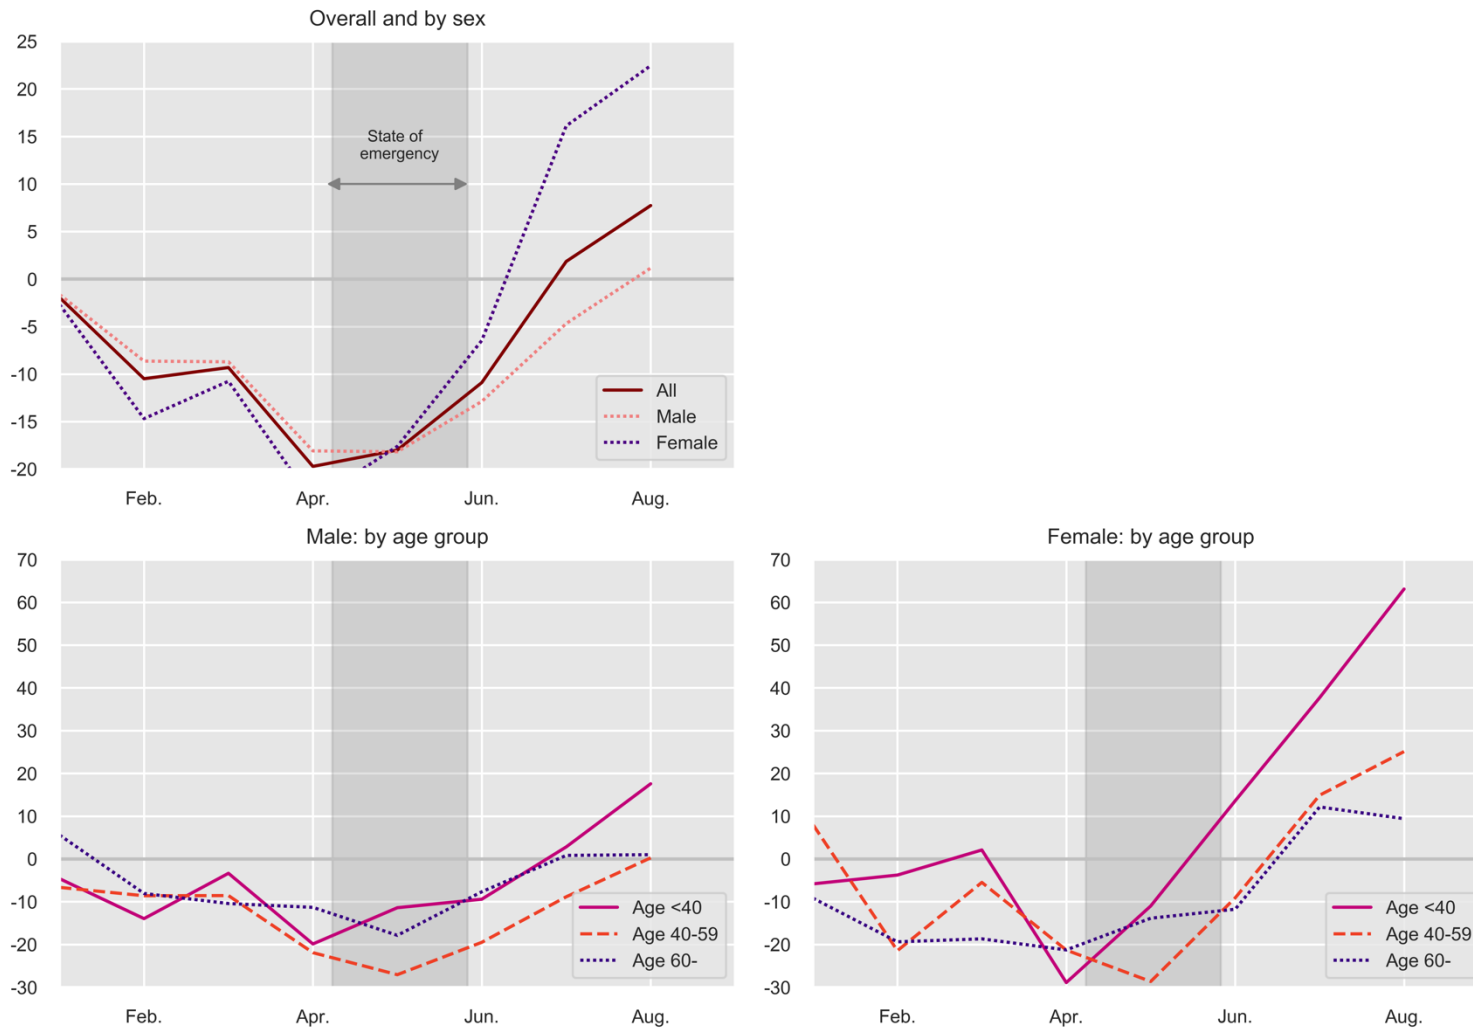 Overall and by sex
25
20
15
10
5
0
-5
-10
-15
-20
State of
emergency
All
Male
Female
Feb.
Apr.
Jun.
Aug.
Male: by age group
70
60
50
40
30
20
10
0
-10
-20
-30
Age <40
Age 40-59
Age 60-
Feb.
Apr.
Jun.
Aug.
Female: by age group
70
60
50
40
30
20
10
0
-10
-20
-30
Age <40
Age 40-59
Age 60-
Feb.
Apr.
Jun.
Aug.